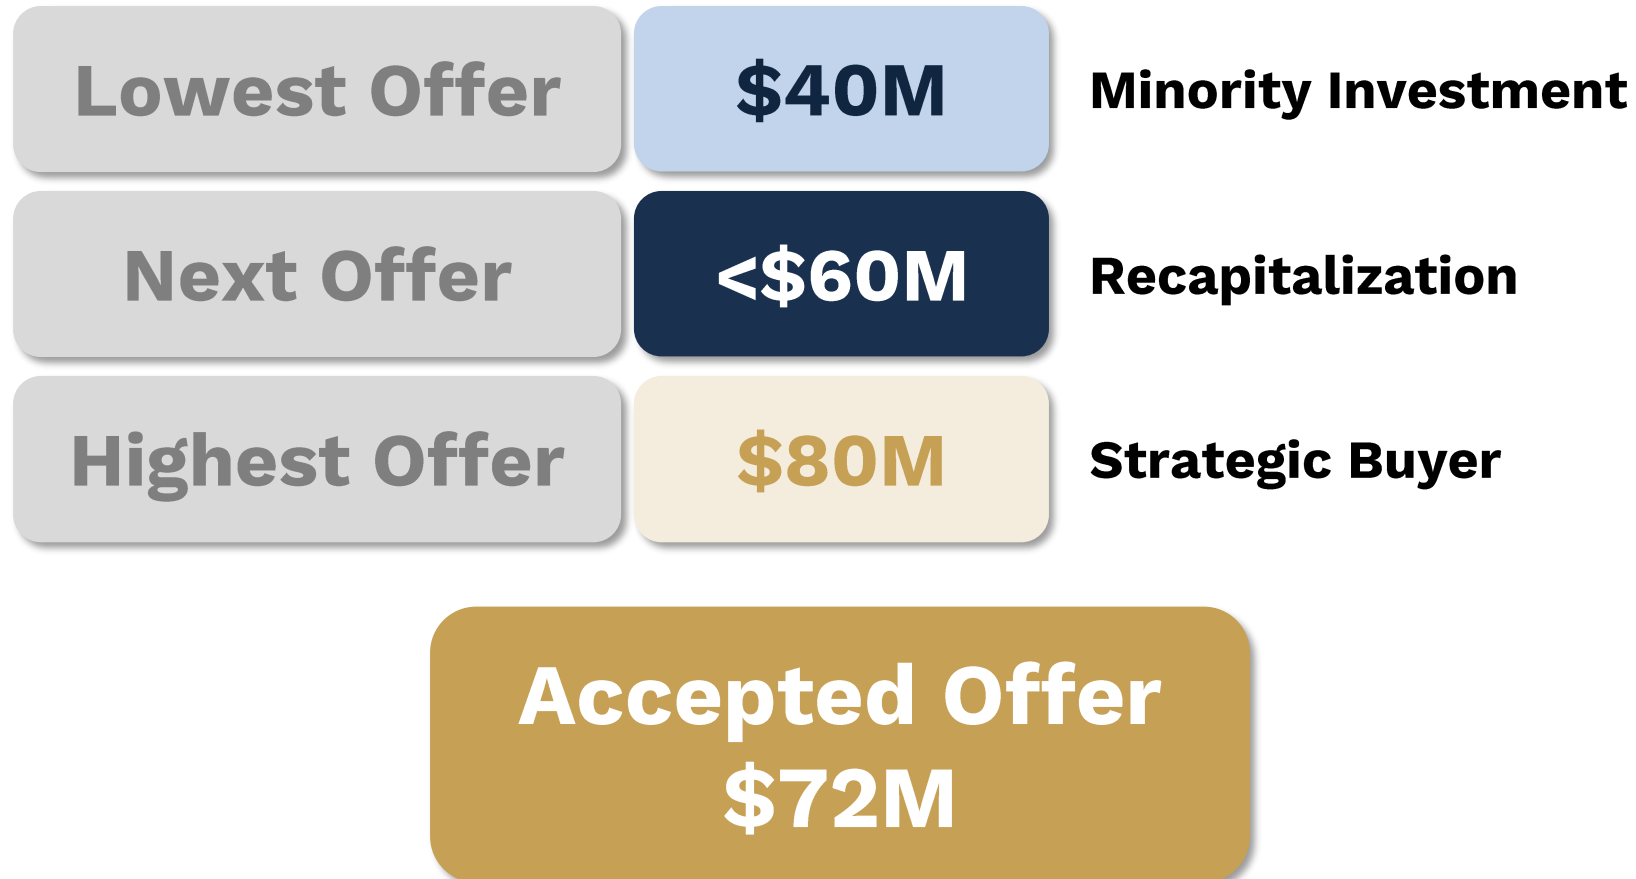 Lowest Offer $40M Minority Investment
Next Offer <$60M Recapitalization
Highest Offer $80M Strategic Buyer
Accepted Offer
$72M